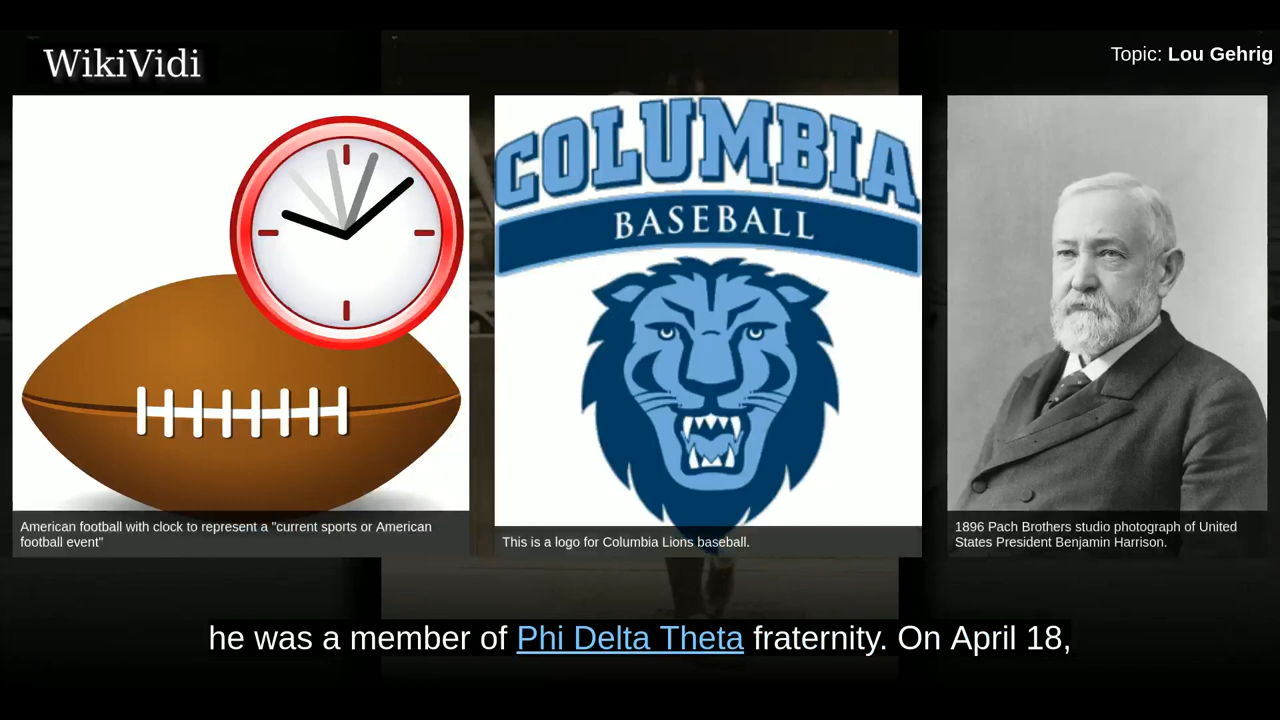 WikiVidi
Topic: Lou Gehrig
COLUMBIA
BASEBALL
American football with clock to represent a "current sports or American
football event"
This is a logo for Columbia Lions baseball.
1896 Pach Brothers studio photograph of United
States President Benjamin Harrison.
he was a member of Phi Delta Theta fraternity. On April 18,